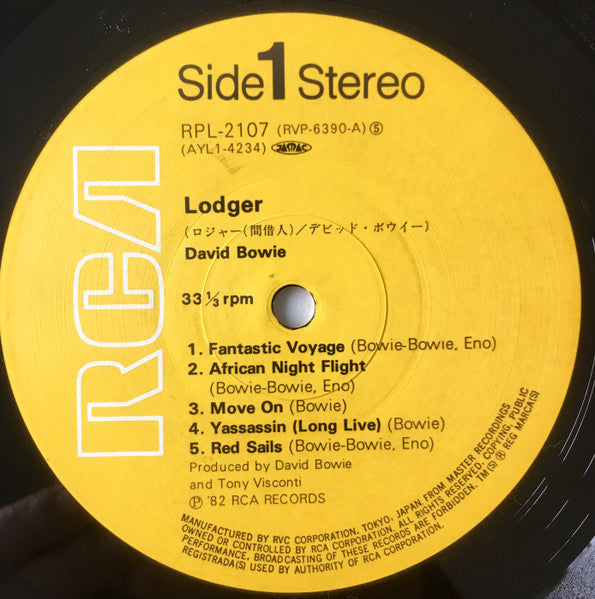 Side 1 Stereo
RPL-2107 (RVP-6390-A) ⑤
(AYL1-4234) JASRAC
RCA
Lodger
(ロジャー(間借人)/デビッド・ボウイー)
David Bowie
33 1/3 rpm
1. Fantastic Voyage (Bowie-Bowie, Eno)
2. African Night Flight
(Bowie-Bowie, Eno)
3. Move On (Bowie)
4. Yassassin (Long Live) (Bowie)
5. Red Sails (Bowie-Bowie, Eno)
Produced by David Bowie
and Tony Visconti
Ⓟ '82 RCA RECORDS
MANUFACTURED BY RVC CORPORATION, TOKYO, JAPAN, FROM MASTER RECORDINGS
OWNED OR CONTROLLED BY RCA CORPORATION. ALL RIGHTS RESERVED. COPYING, PUBLIC
PERFORMANCE, BROADCASTING OF THESE RECORDS ARE FORBIDDEN. TM(S) ® REG MARCA(S)
REGISTRADA(S) USED BY AUTHORITY OF RCA CORPORATION.